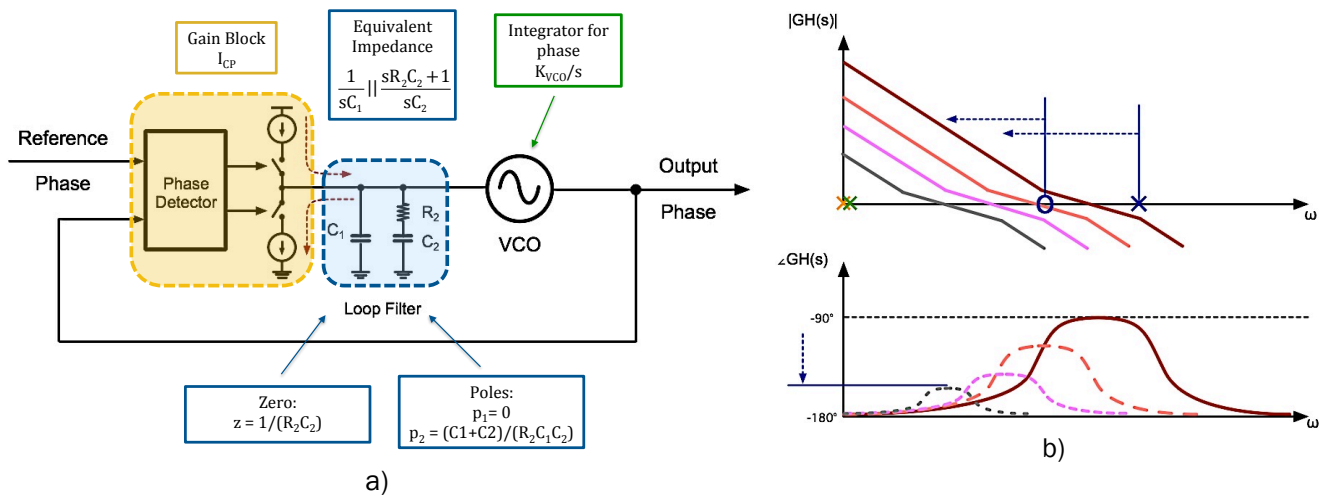 Gain Block
I_CP
Equivalent
Impedance
1/sC₁ || sR₂C₂ + 1/sC₂
Integrator for
phase
K_VCO/s
Reference
Phase
Phase
Detector
C₁
R₂
C₂
VCO
Output
Phase
Loop Filter
Zero:
z = 1/(R₂C₂)
Poles:
p₁= 0
p₂ = (C1+C2)/(R₂C₁C₂)
a)
|GH(s)|
ω
∡GH(s)
-90°
-180°
ω
b)